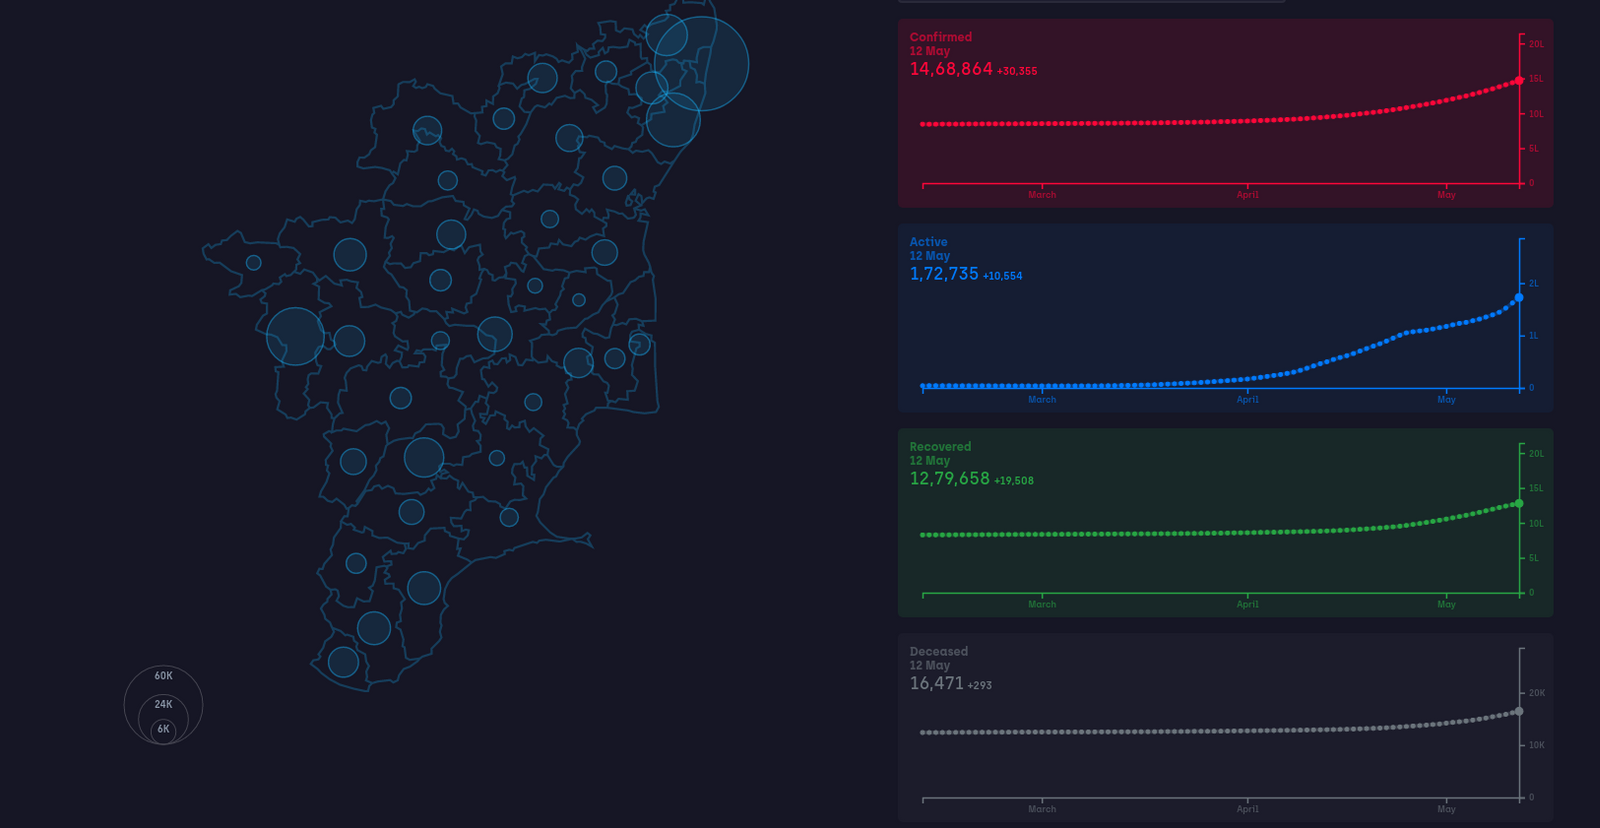 Confirmed
12 May
14,68,864 +30,355
20L
15L
10L
5L
0
March April May
Active
12 May
1,72,735 +10,554
2L
1L
0
March April May
Recovered
12 May
12,79,658 +19,508
20L
15L
10L
5L
0
March April May
Deceased
12 May
16,471 +293
20K
10K
0
March April May
60K
24K
6K